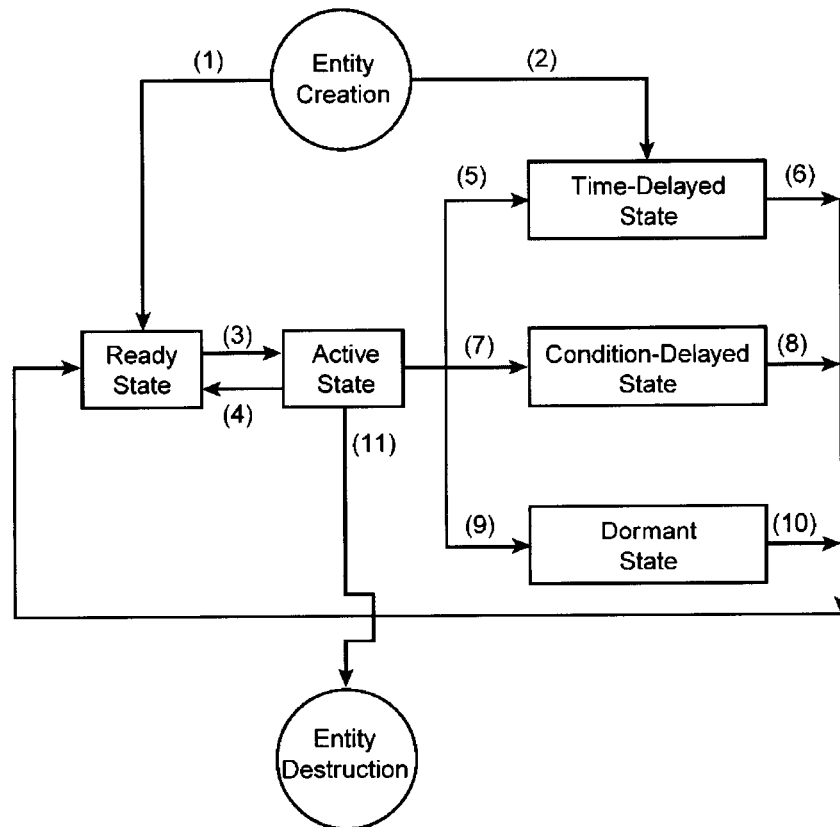 (1)
Entity
Creation
(2)
(5)
Time-Delayed
State
(6)
Ready
State
(3)
(4)
Active
State
(7)
Condition-Delayed
State
(8)
(11)
(9)
Dormant
State
(10)
Entity
Destruction